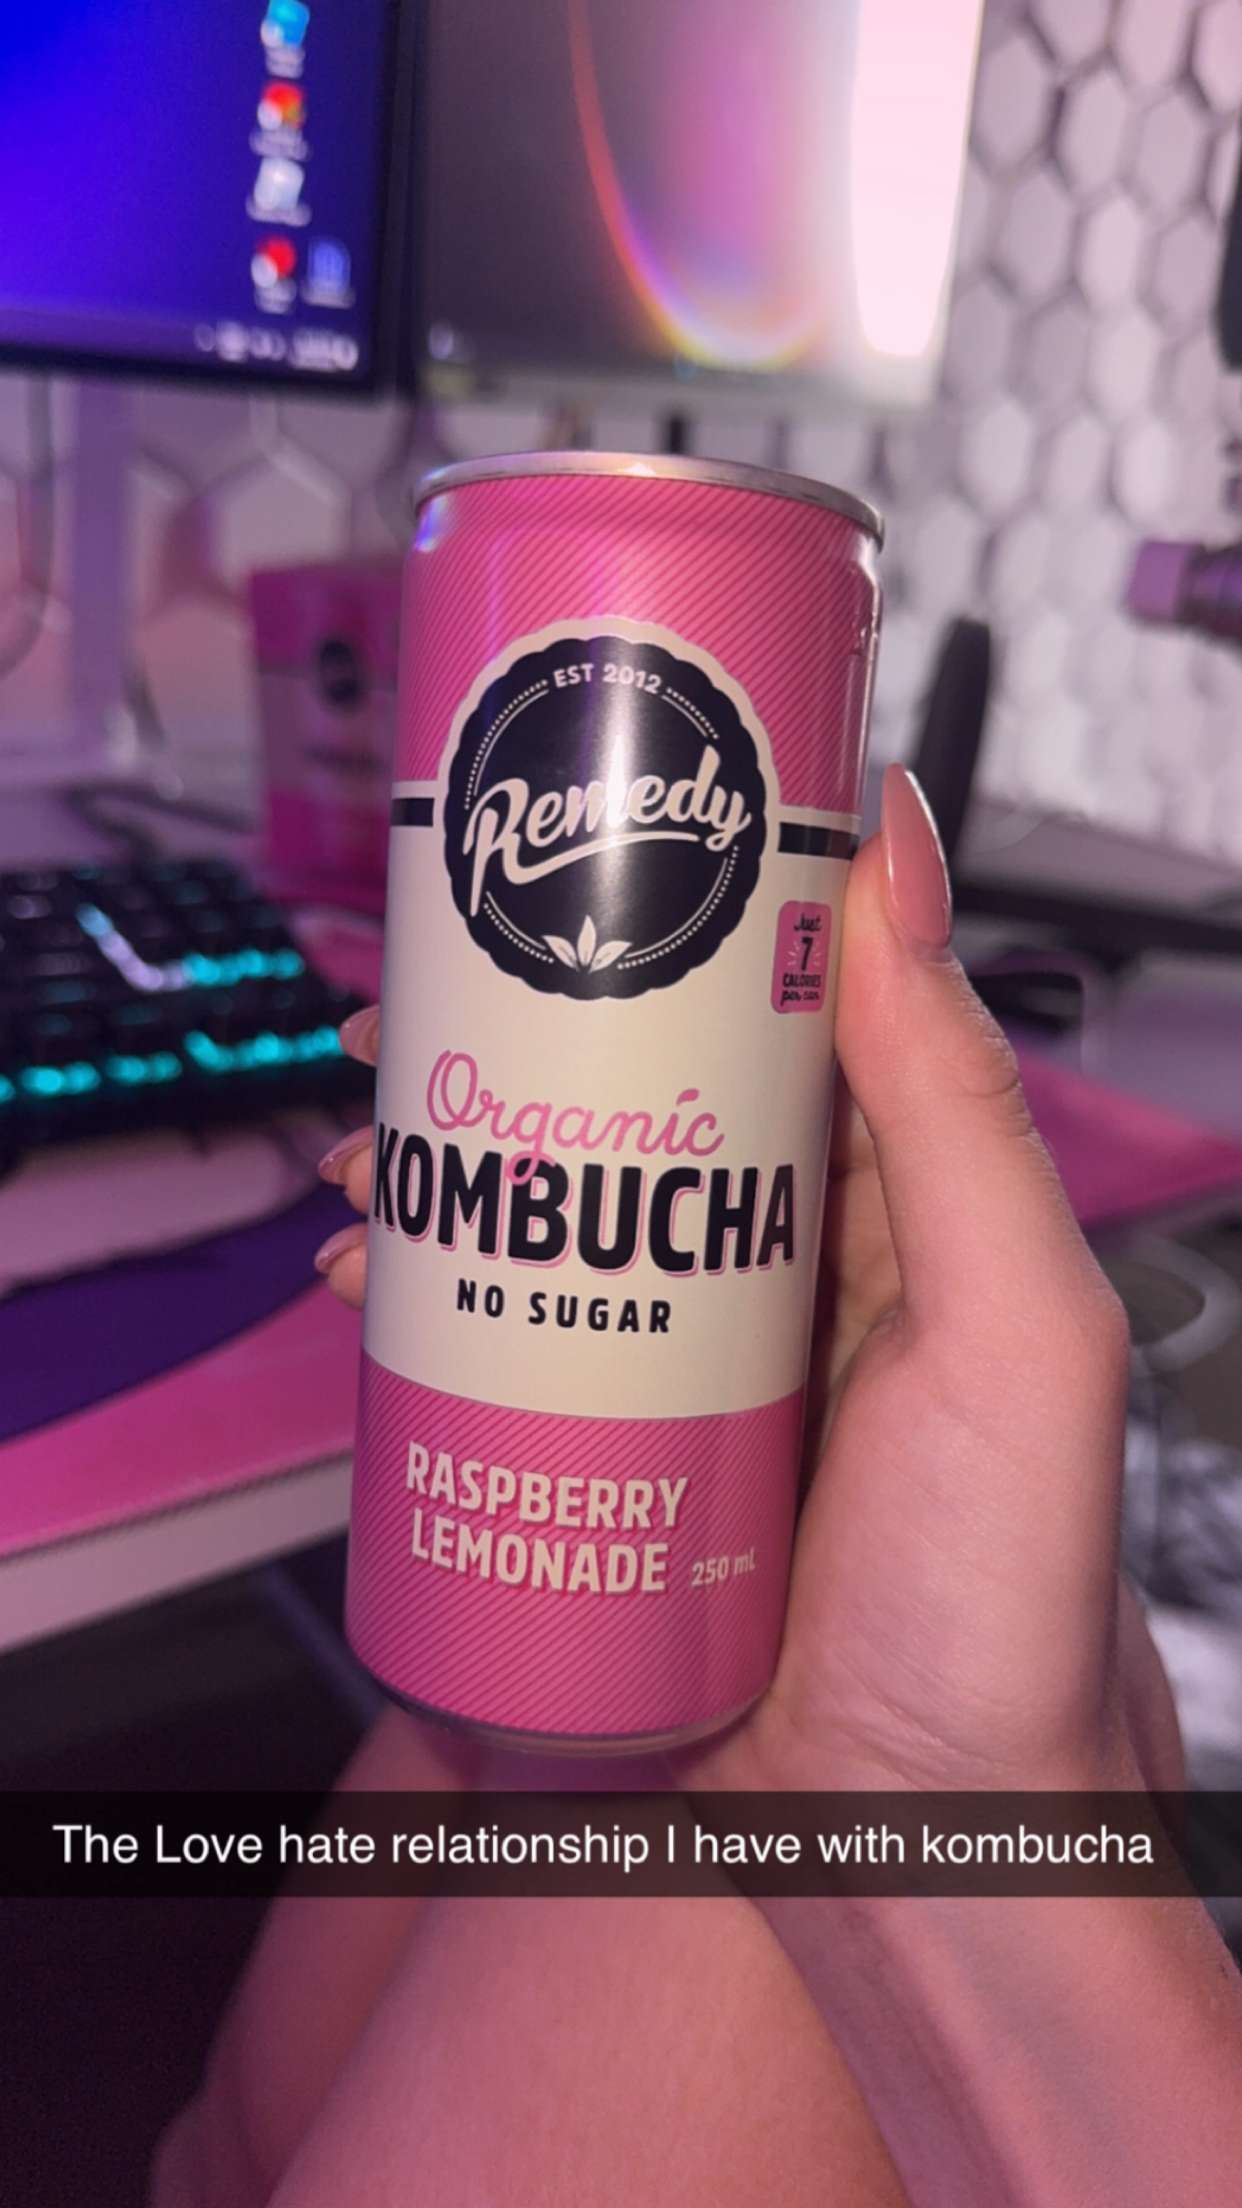 EST 2012
Remedy
Just
7
CALORIES
per can
Organic
KOMBUCHA
NO SUGAR
RASPBERRY
LEMONADE 250 mL
The Love hate relationship I have with kombucha